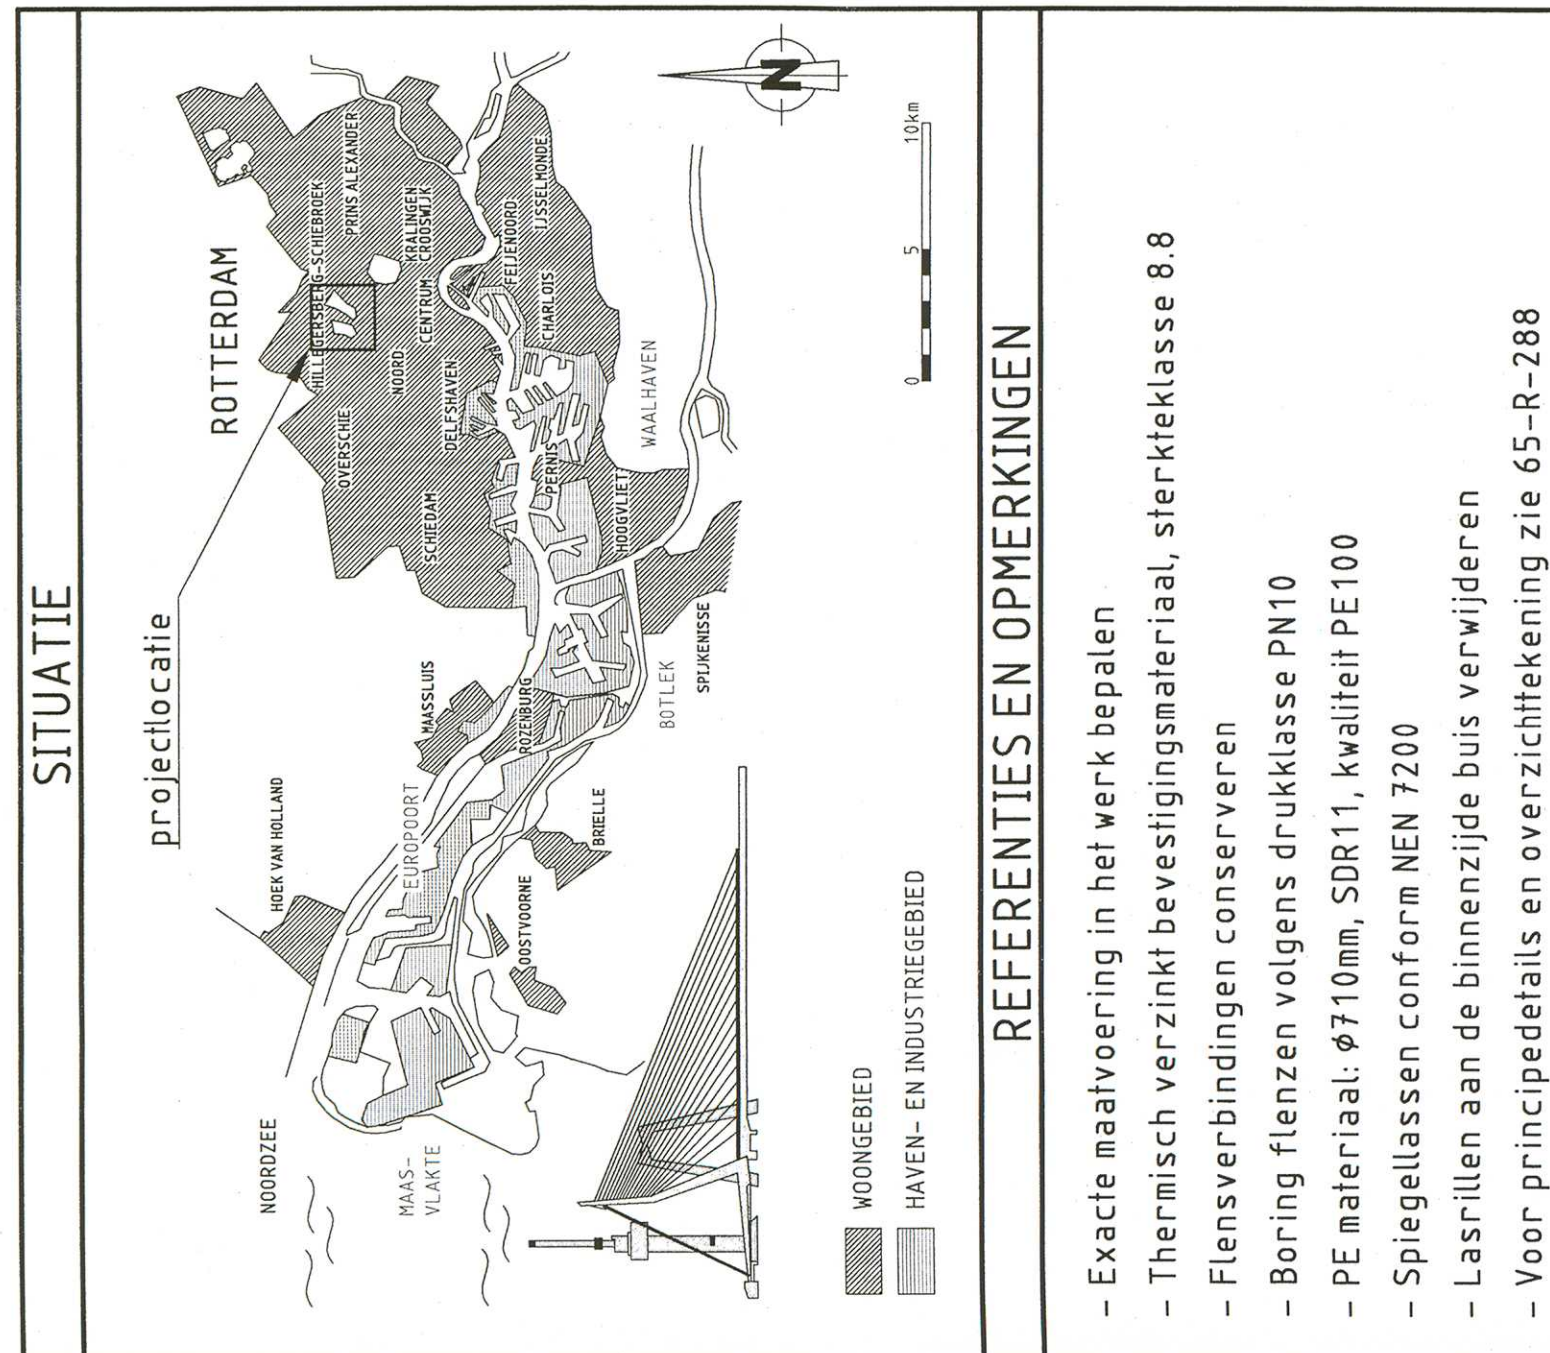 SITUATIE
projectlocatie
ROTTERDAM
HILLEGERSBERG-SCHIEBROEK
PRINS ALEXANDER
OVERSCHIE
NOORD
KRALINGEN
CROOSWIJK
CENTRUM
DELFSHAVEN
SCHIEDAM
FEIJENOORD
IJSSELMONDE
CHARLOIS
PERNIS
WAALHAVEN
HOOGVLIET
SPIJKENISSE
BOTLEK
MAASSLUIS
ROZENBURG
HOEK VAN HOLLAND
EUROPOORT
BRIELLE
OOSTVOORNE
NOORDZEE
MAAS-
VLAKTE
N
0 5 10km
WOONGEBIED
HAVEN- EN INDUSTRIEGEBIED
REFERENTIES EN OPMERKINGEN
- Exacte maatvoering in het werk bepalen
- Thermisch verzinkt bevestigingsmateriaal, sterkteklasse 8.8
- Flensverbindingen conserveren
- Boring flenzen volgens drukklasse PN10
- PE materiaal: Ø710mm, SDR11, kwaliteit PE100
- Spiegellassen conform NEN 7200
- Lasrillen aan de binnenzijde buis verwijderen
- Voor principedetails en overzichttekening zie 65-R-288